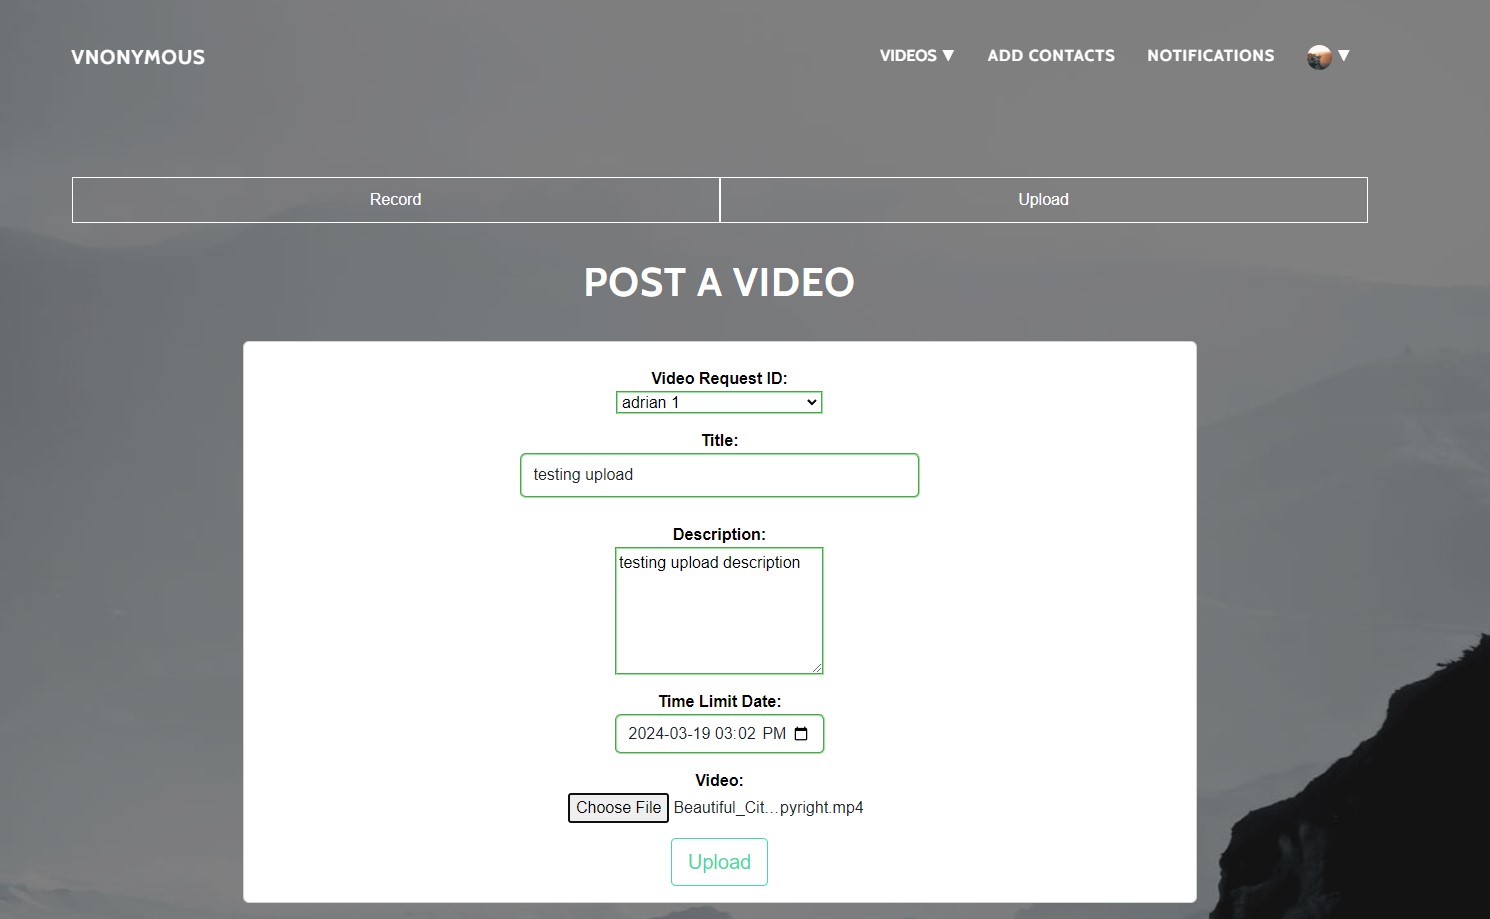 VNONYMOUS
VIDEOS ▼ ADD CONTACTS NOTIFICATIONS ▼
Record Upload
POST A VIDEO
Video Request ID:
adrian 1
Title:
testing upload
Description:
testing upload description
Time Limit Date:
2024-03-19 03:02 PM
Video:
Choose File Beautiful_Cit...pyright.mp4
Upload